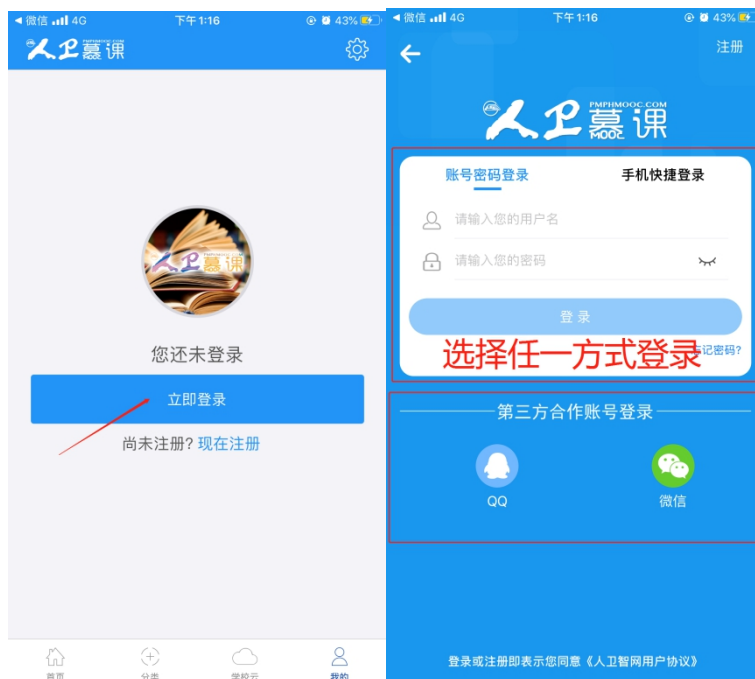 微信 4G
下午1:16
43%
人卫慕课
PMPHMOOC.COM
人卫慕课
您还未登录
立即登录
尚未注册? 现在注册
首页
分类
学校云
我的
微信 4G
下午1:16
43%
注册
人卫慕课
PMPHMOOC.COM
MOOC
账号密码登录
手机快捷登录
请输入您的用户名
请输入您的密码
登 录
选择任一方式登录
记密码?
第三方合作账号登录
QQ
微信
登录或注册即表示您同意《人卫智网用户协议》